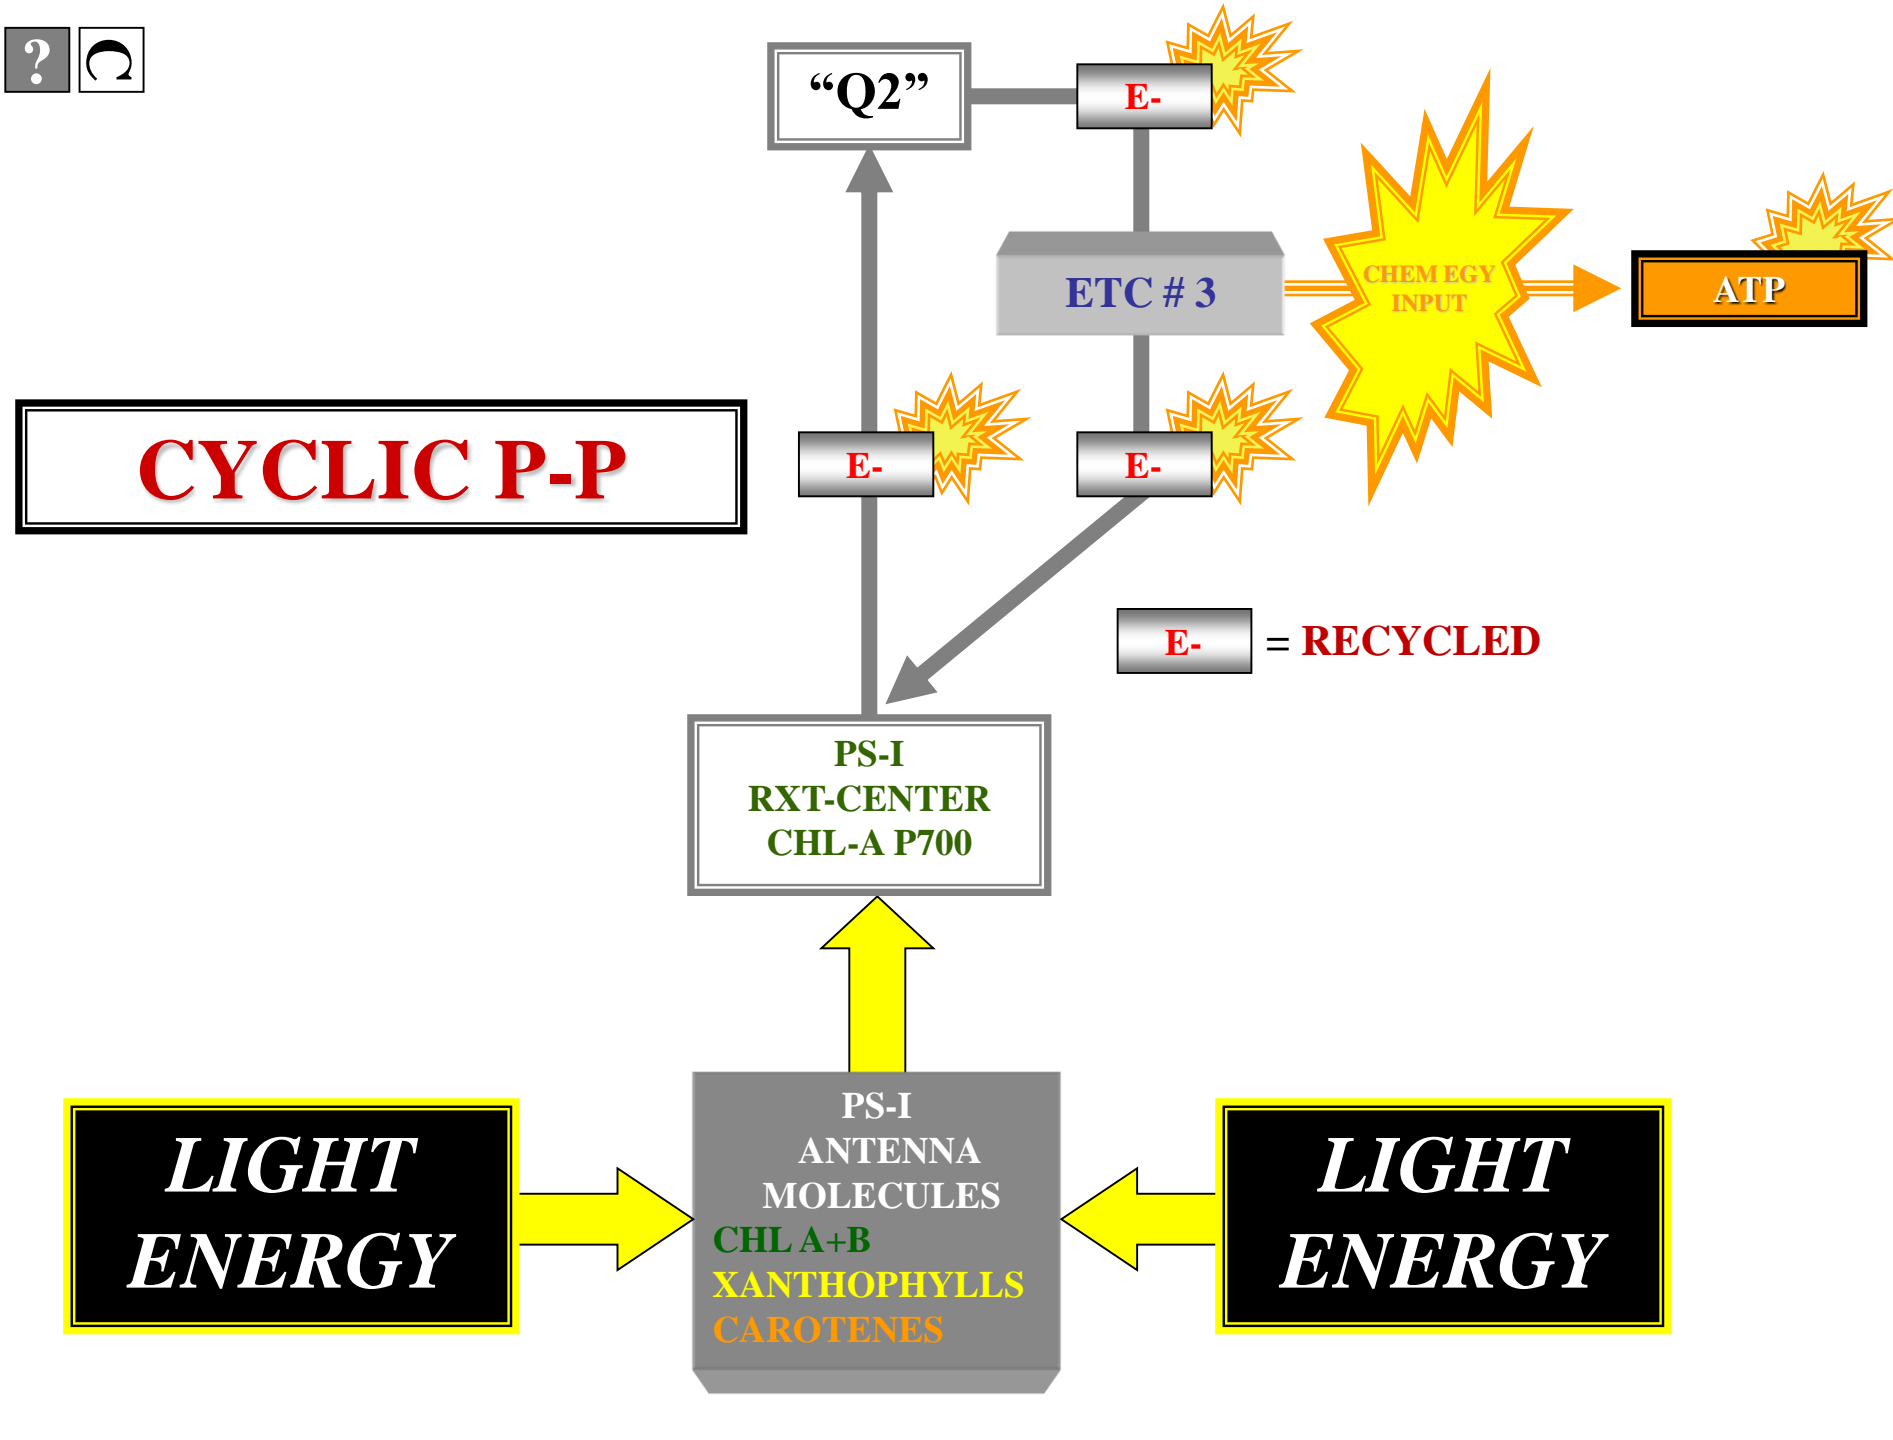 ? C
“Q2”
E-
ETC # 3
CHEM EGY
INPUT
ATP
CYCLIC P-P
E-
E-
E- = RECYCLED
PS-I
RXT-CENTER
CHL-A P700
LIGHT
ENERGY
PS-I
ANTENNA
MOLECULES
CHL A+B
XANTHOPHYLLS
CAROTENES
LIGHT
ENERGY